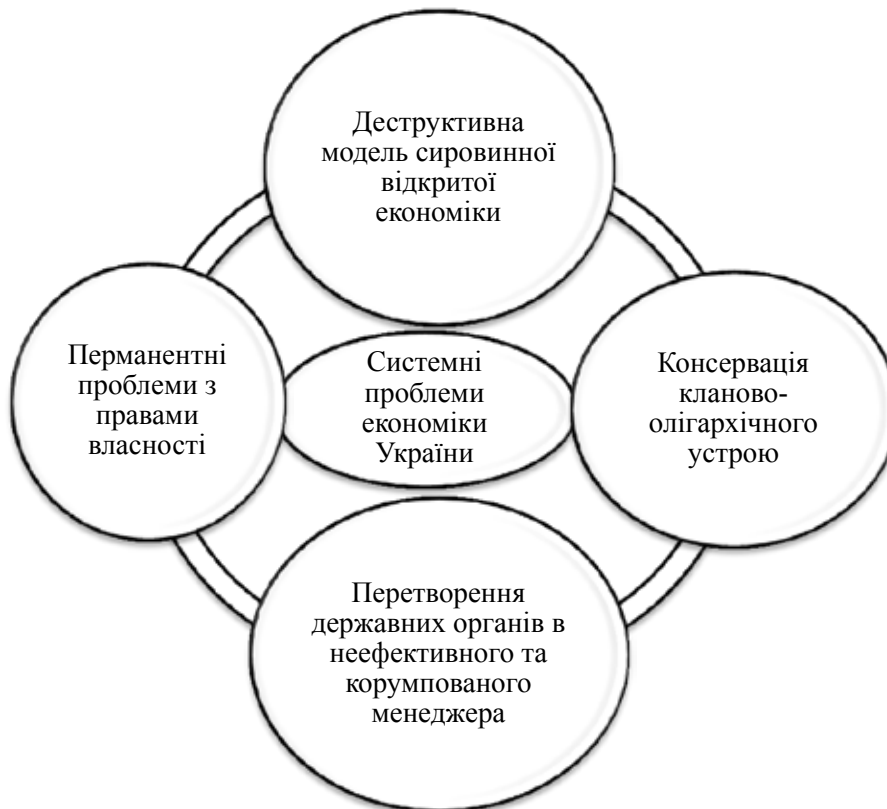 Деструктивна
модель сировинної
відкритої
економіки
Перманентні
проблеми з
правами
власності
Системні
проблеми
економіки
України
Консервація
кланово-
олігархічного
устрою
Перетворення
державних органів в
неефективного та
корумпованого
менеджера